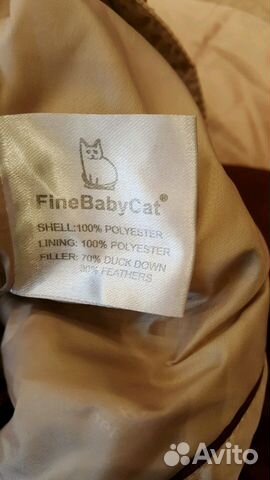 FineBabyCat®
SHELL:100% POLYESTER
LINING: 100% POLYESTER
FILLER: 70% DUCK DOWN
30% FEATHERS
Avito